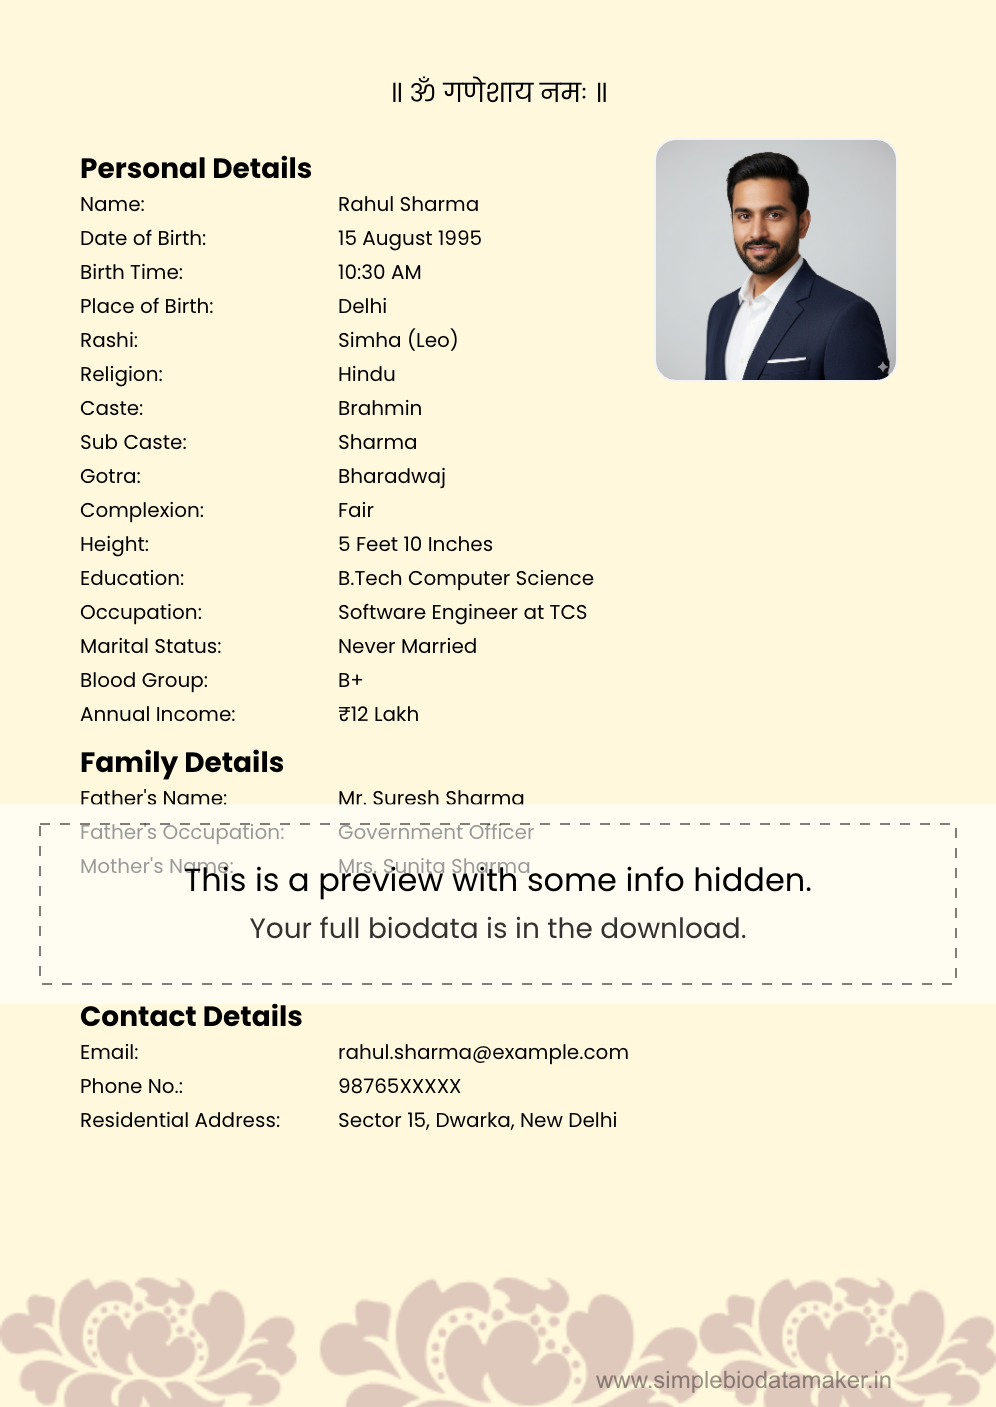 ॥ ॐ गणेशाय नमः ॥
Personal Details
Name: Rahul Sharma
Date of Birth: 15 August 1995
Birth Time: 10:30 AM
Place of Birth: Delhi
Rashi: Simha (Leo)
Religion: Hindu
Caste: Brahmin
Sub Caste: Sharma
Gotra: Bharadwaj
Complexion: Fair
Height: 5 Feet 10 Inches
Education: B.Tech Computer Science
Occupation: Software Engineer at TCS
Marital Status: Never Married
Blood Group: B+
Annual Income: ₹12 Lakh
Family Details
Father's Name: Mr. Suresh Sharma
Father's Occupation: Government Officer
Mother's Name: Mrs. Sunita Sharma
This is a preview with some info hidden.
Your full biodata is in the download.
Contact Details
Email: rahul.sharma@example.com
Phone No.: 98765XXXXX
Residential Address: Sector 15, Dwarka, New Delhi
www.simplebiodatamaker.in